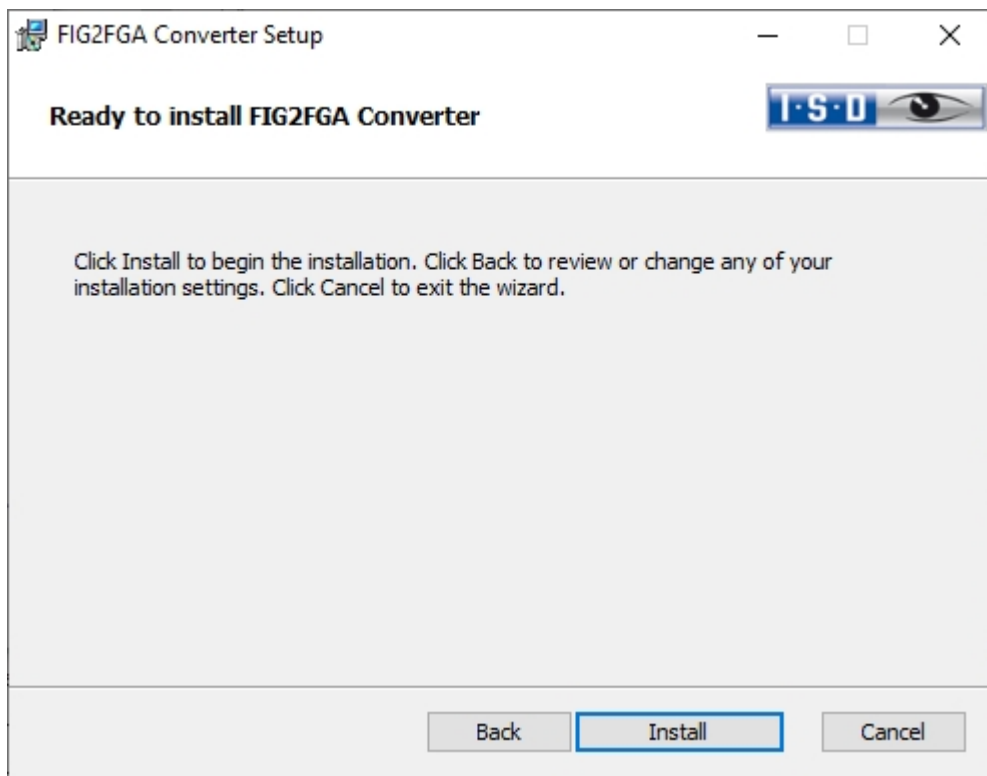 FIG2FGA Converter Setup
Ready to install FIG2FGA Converter
I·S·D
Click Install to begin the installation. Click Back to review or change any of your
installation settings. Click Cancel to exit the wizard.
Back
Install
Cancel